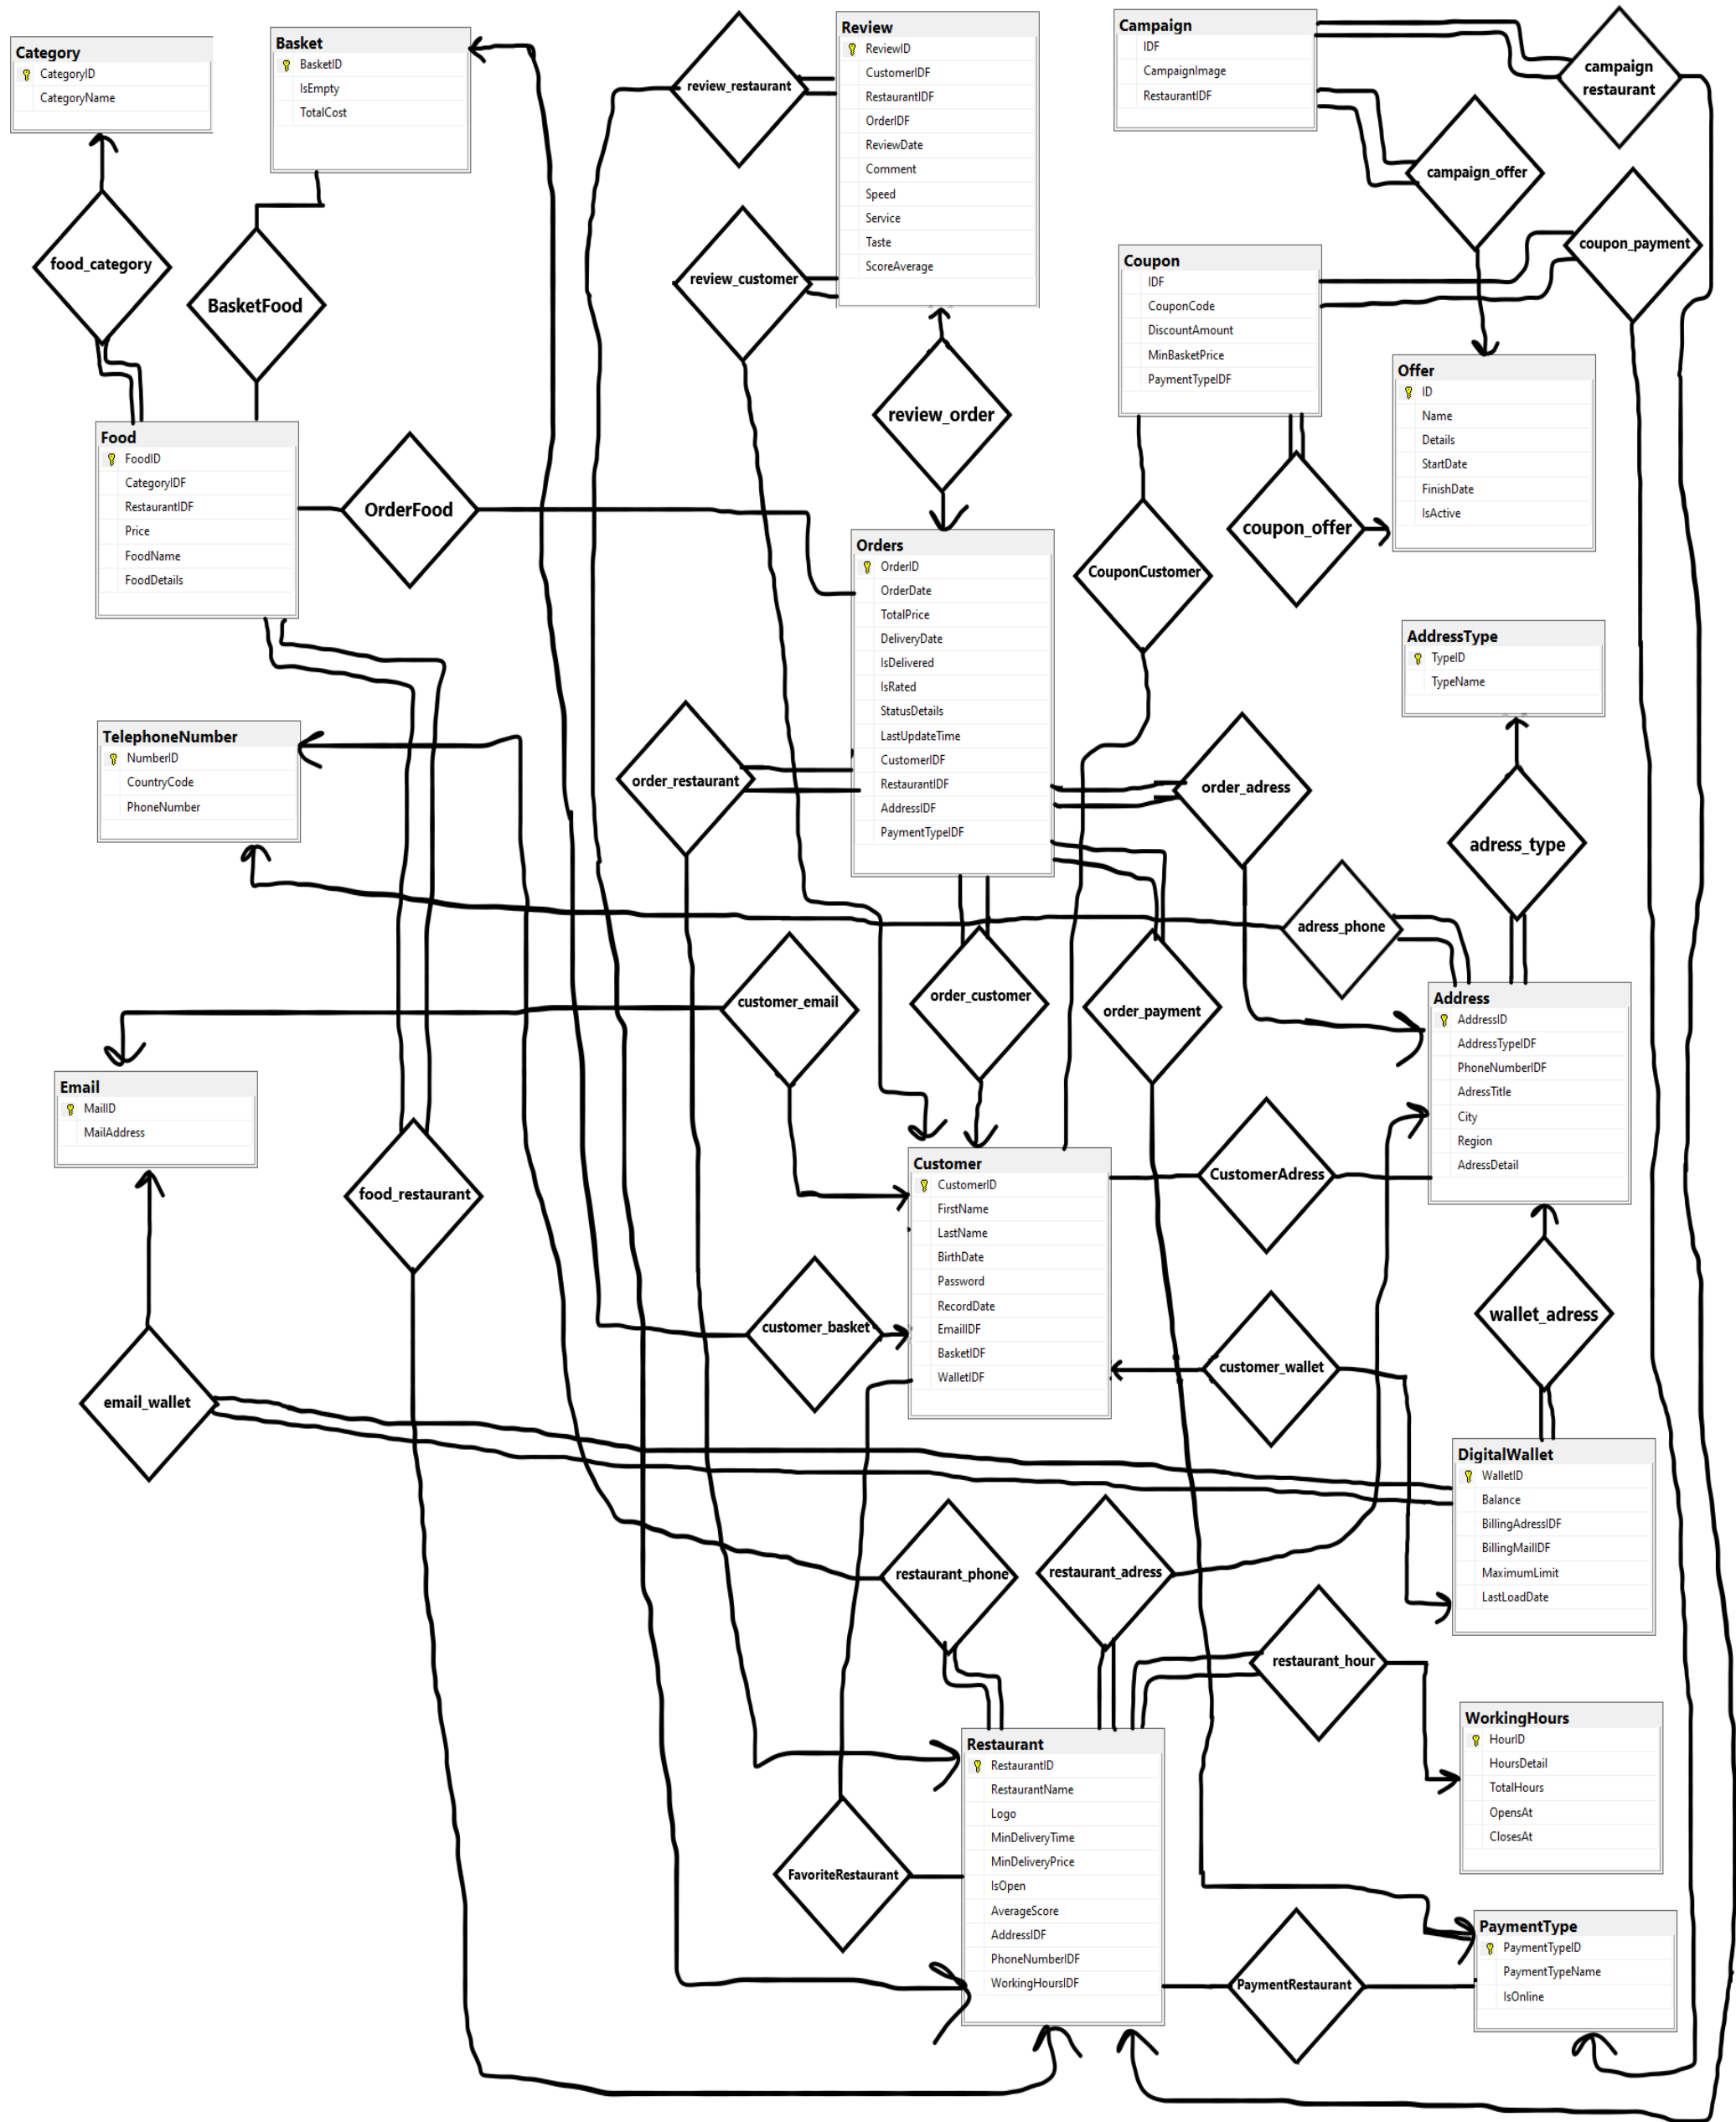 Category
CategoryID
CategoryName
Basket
BasketID
IsEmpty
TotalCost
review_restaurant
Review
ReviewID
CustomerIDF
RestaurantIDF
OrderIDF
ReviewDate
Comment
Speed
Service
Taste
ScoreAverage
Campaign
IDF
CampaignImage
RestaurantIDF
campaign
restaurant
campaign_offer
coupon_payment
food_category
BasketFood
review_customer
Coupon
IDF
CouponCode
DiscountAmount
MinBasketPrice
PaymentTypeIDF
Offer
ID
Name
Details
StartDate
FinishDate
IsActive
review_order
Food
FoodID
CategoryIDF
RestaurantIDF
Price
FoodName
FoodDetails
OrderFood
Orders
OrderID
OrderDate
TotalPrice
DeliveryDate
IsDelivered
IsRated
StatusDetails
LastUpdateTime
CustomerIDF
RestaurantIDF
AddressIDF
PaymentTypeIDF
CouponCustomer
coupon_offer
AddressType
TypeID
TypeName
TelephoneNumber
NumberID
CountryCode
PhoneNumber
order_restaurant
order_adress
adress_type
adress_phone
customer_email
order_customer
order_payment
Address
AddressID
AddressTypeIDF
PhoneNumberIDF
AdressTitle
City
Region
AdressDetail
Email
MailID
MailAddress
food_restaurant
Customer
CustomerID
FirstName
LastName
BirthDate
Password
RecordDate
EmailIDF
BasketIDF
WalletIDF
CustomerAdress
customer_basket
customer_wallet
wallet_adress
email_wallet
DigitalWallet
WalletID
Balance
BillingAdressIDF
BillingMailIDF
MaximumLimit
LastLoadDate
restaurant_phone
restaurant_adress
restaurant_hour
WorkingHours
HourID
HoursDetail
TotalHours
OpensAt
ClosesAt
Restaurant
RestaurantID
RestaurantName
Logo
MinDeliveryTime
MinDeliveryPrice
IsOpen
AverageScore
AddressIDF
PhoneNumberIDF
WorkingHoursIDF
FavoriteRestaurant
PaymentRestaurant
PaymentType
PaymentTypeID
PaymentTypeName
IsOnline